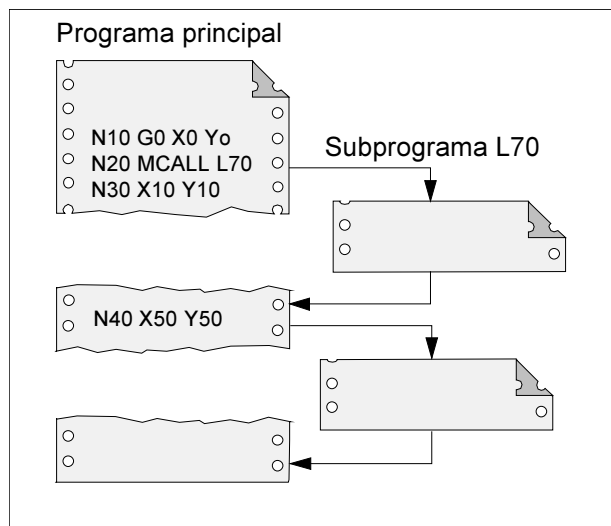 Programa principal
N10 G0 X0 Yo
N20 MCALL L70
N30 X10 Y10
Subprograma L70
N40 X50 Y50